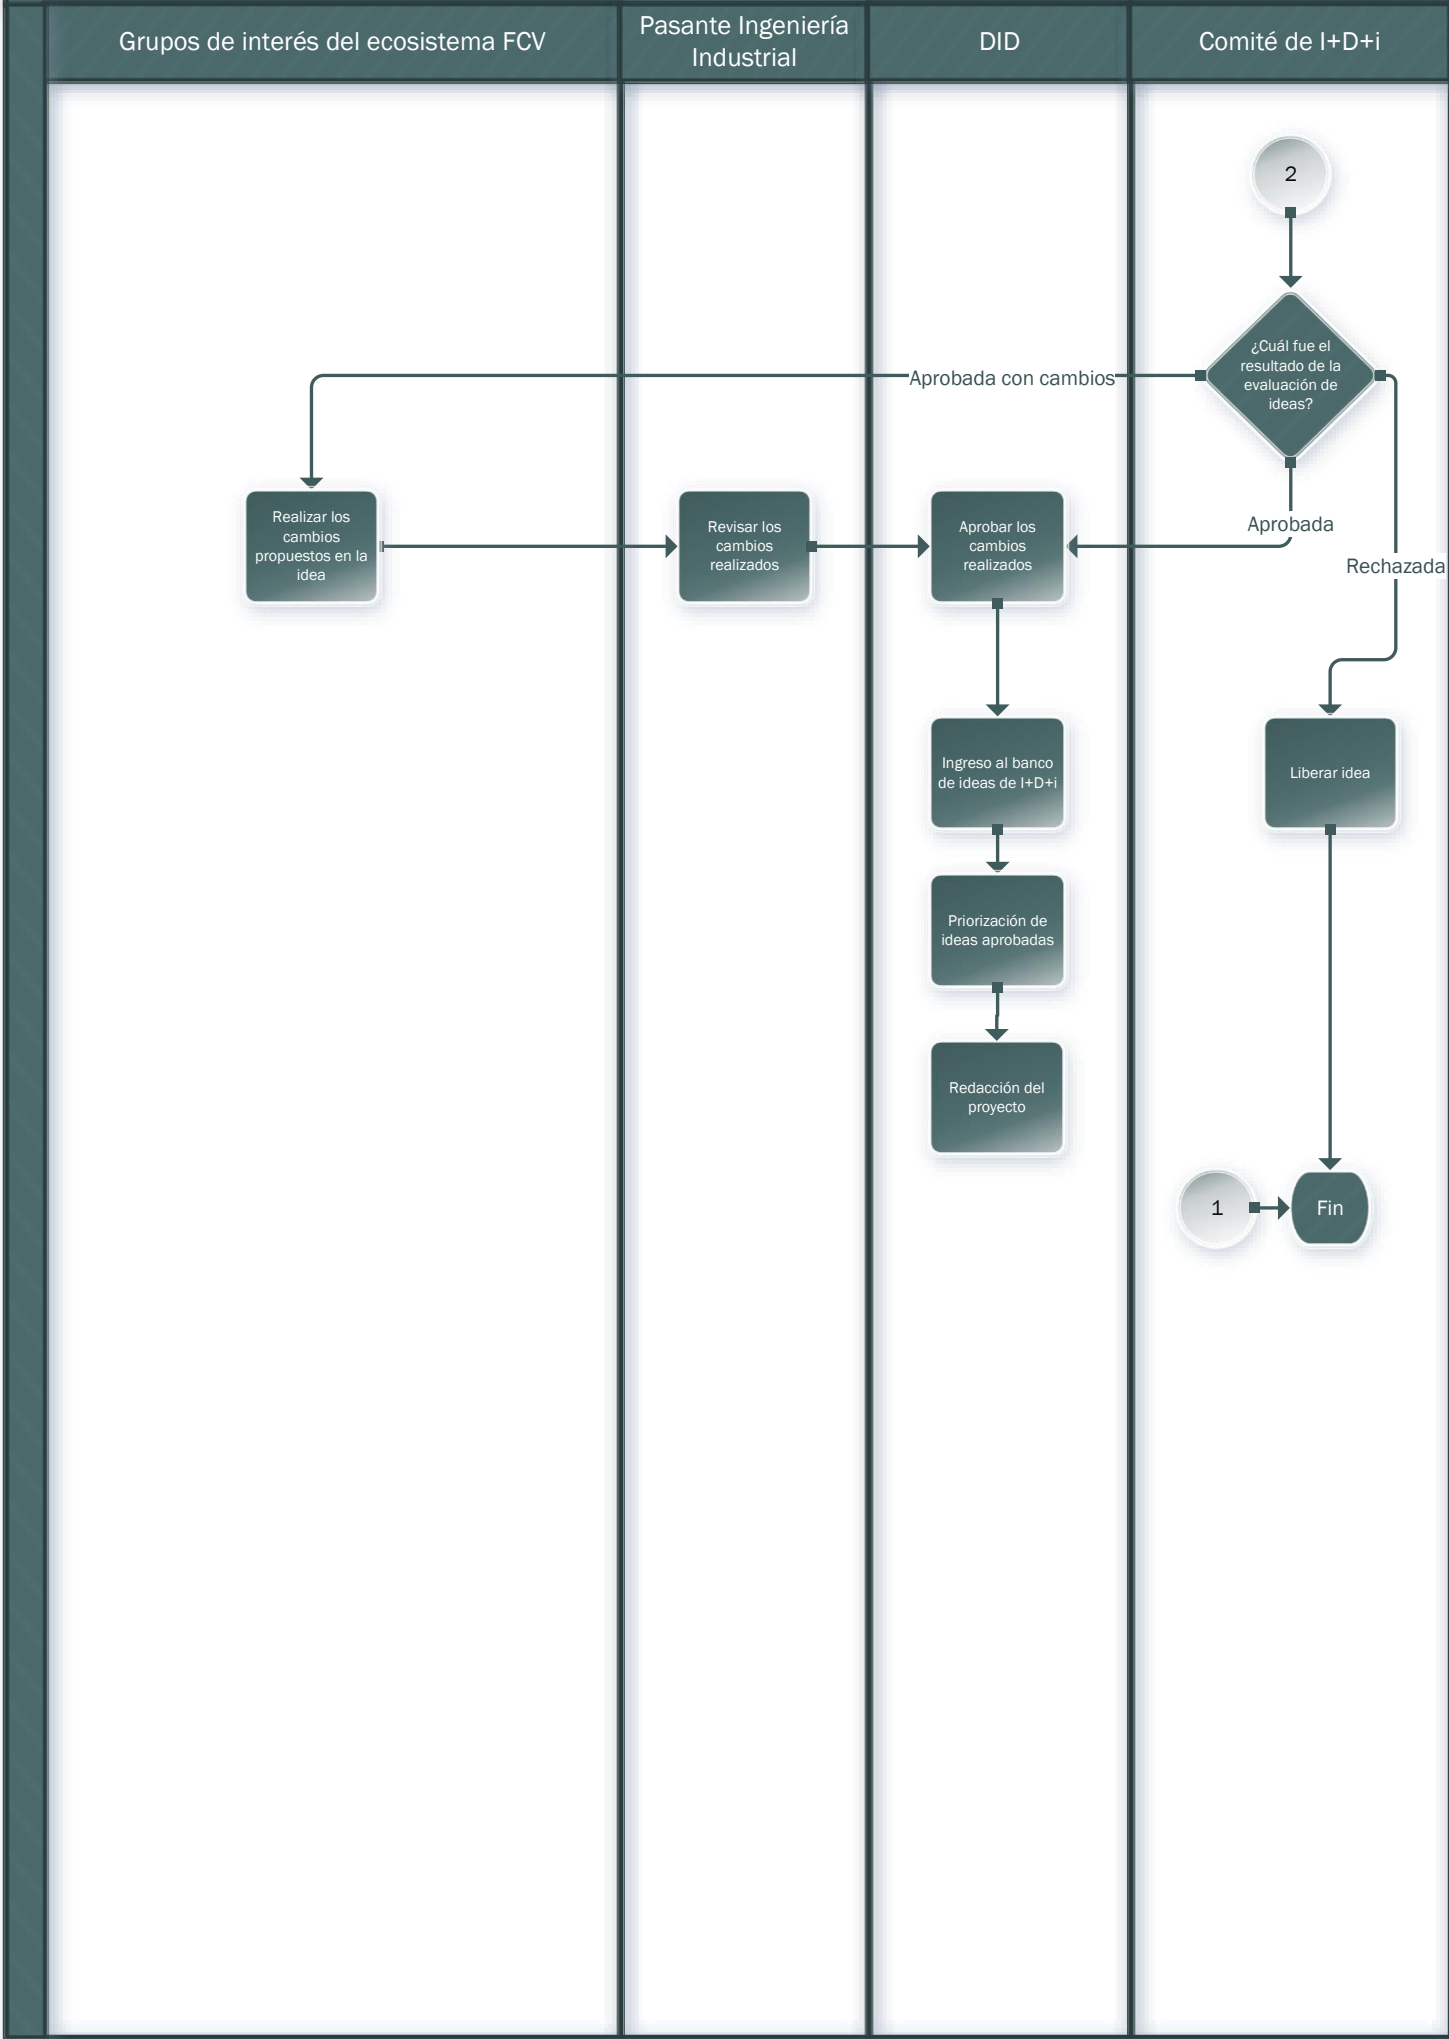 Grupos de interés del ecosistema FCV
Pasante Ingeniería
Industrial
DID
Comité de I+D+i
2
¿Cuál fue el
resultado de la
evaluación de
ideas?
Aprobada con cambios
Aprobada
Rechazada
Realizar los
cambios
propuestos en la
idea
Revisar los
cambios
realizados
Aprobar los
cambios
realizados
Ingreso al banco
de ideas de I+D+i
Liberar idea
Priorización de
ideas aprobadas
Redacción del
proyecto
1
Fin